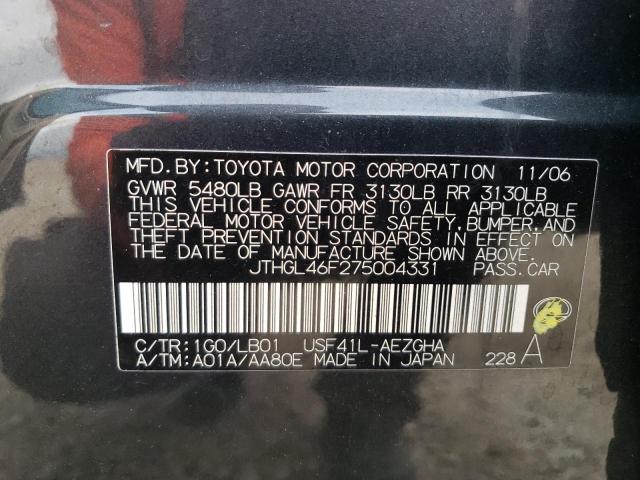 MFD. BY: TOYOTA MOTOR CORPORATION 11/06
GVWR 5480LB GAWR FR 3130LB RR 3130LB
THIS VEHICLE CONFORMS TO ALL APPLICABLE
FEDERAL MOTOR VEHICLE SAFETY, BUMPER, AND
THEFT PREVENTION STANDARDS IN EFFECT ON
THE DATE OF MANUFACTURE SHOWN ABOVE.
JTHGL46F275004331 PASS. CAR
C/TR: 1G0/LB01 USF41L-AEZGHA
A/TM: A01A/AA80E MADE IN JAPAN 228 A